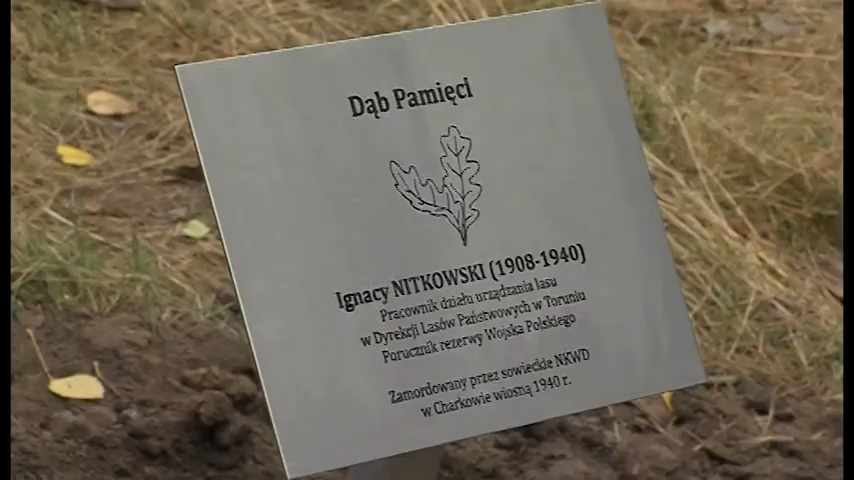 Dąb Pamięci
Ignacy NITKOWSKI (1908-1940)
Pracownik działu urządzania lasu
w Dyrekcji Lasów Państwowych w Toruniu
Porucznik rezerwy Wojska Polskiego
Zamordowany przez sowieckie NKWD
w Charkowie wiosną 1940 r.